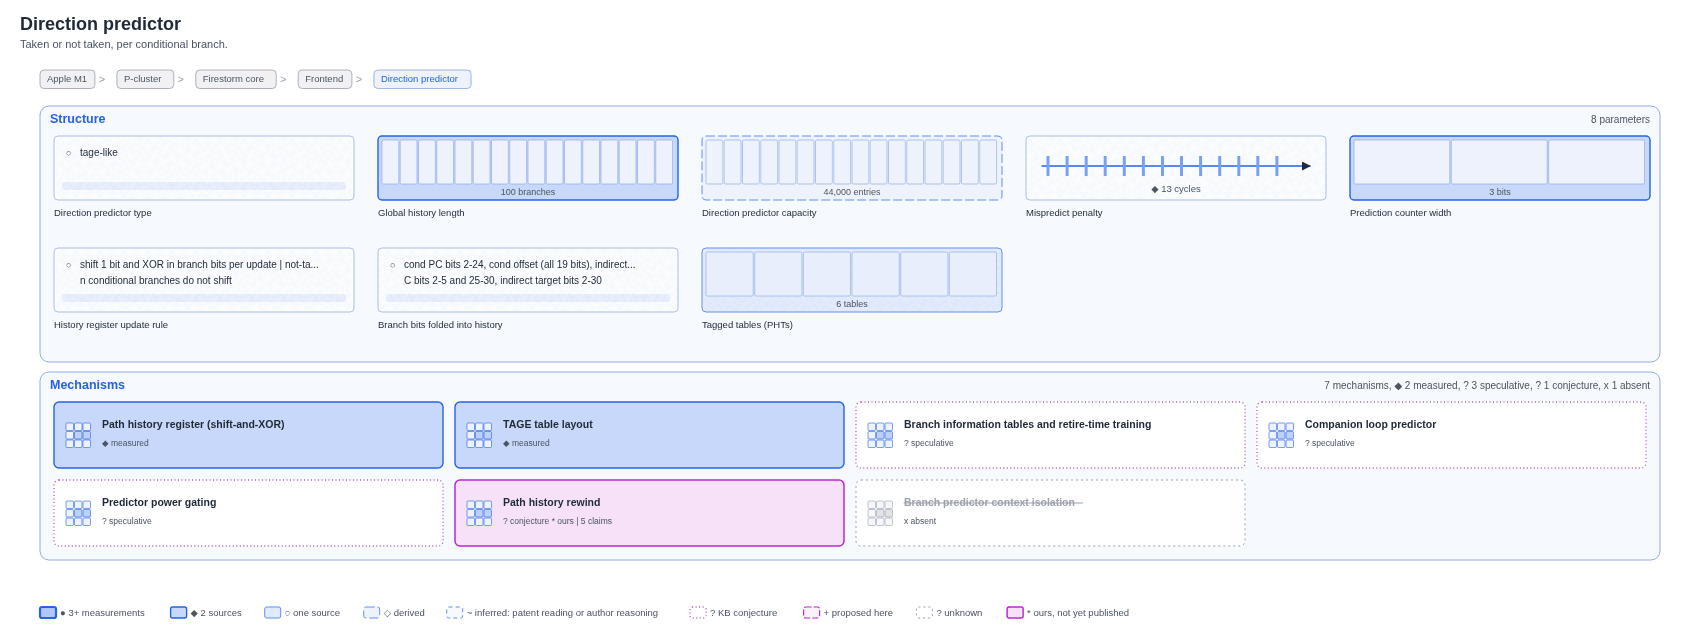 Direction predictor
Taken or not taken, per conditional branch.
Apple M1 > P-cluster > Firestorm core > Frontend > Direction predictor
Structure
8 parameters
○ tage-like
Direction predictor type
100 branches
Global history length
44,000 entries
Direction predictor capacity
◆ 13 cycles
Mispredict penalty
3 bits
Prediction counter width
○ shift 1 bit and XOR in branch bits per update | not-ta...
n conditional branches do not shift
History register update rule
○ cond PC bits 2-24, cond offset (all 19 bits), indirect...
C bits 2-5 and 25-30, indirect target bits 2-30
Branch bits folded into history
6 tables
Tagged tables (PHTs)
Mechanisms
7 mechanisms, ◆ 2 measured, ? 3 speculative, ? 1 conjecture, x 1 absent
Path history register (shift-and-XOR)
◆ measured
TAGE table layout
◆ measured
Branch information tables and retire-time training
? speculative
Companion loop predictor
? speculative
Predictor power gating
? speculative
Path history rewind
? conjecture * ours | 5 claims
Branch predictor context isolation
x absent
● 3+ measurements
◆ 2 sources
○ one source
◇ derived
~ inferred: patent reading or author reasoning
? KB conjecture
+ proposed here
? unknown
* ours, not yet published